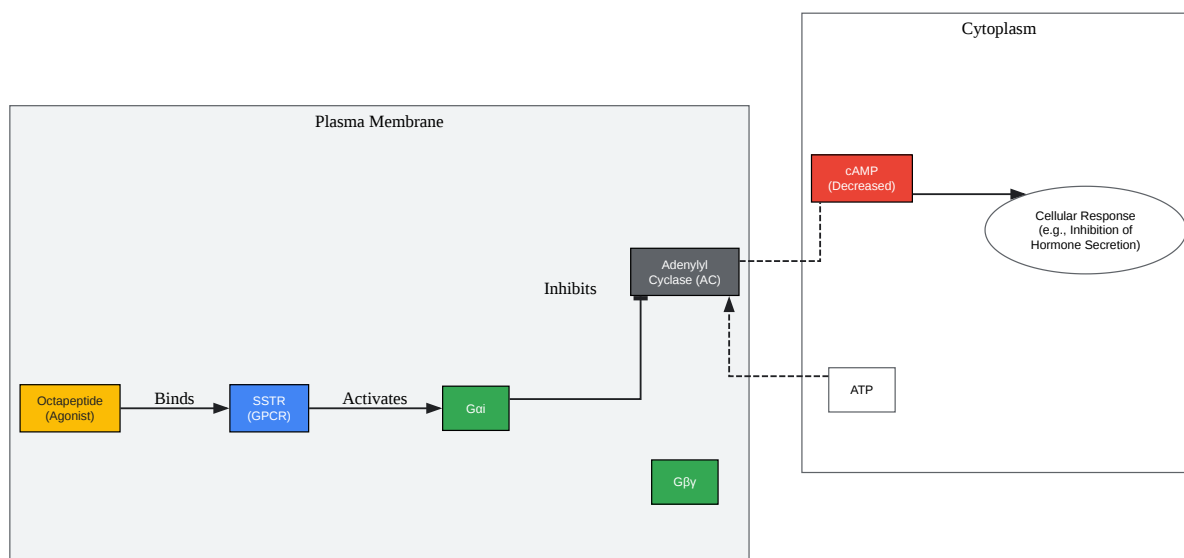 Cytoplasm
Plasma Membrane
cAMP
(Decreased)
Cellular Response
(e.g., Inhibition of
Hormone Secretion)
Adenylyl
Cyclase (AC)
Inhibits
ATP
Octapeptide
(Agonist)
Binds
SSTR
(GPCR)
Activates
Gαi
Gβγ